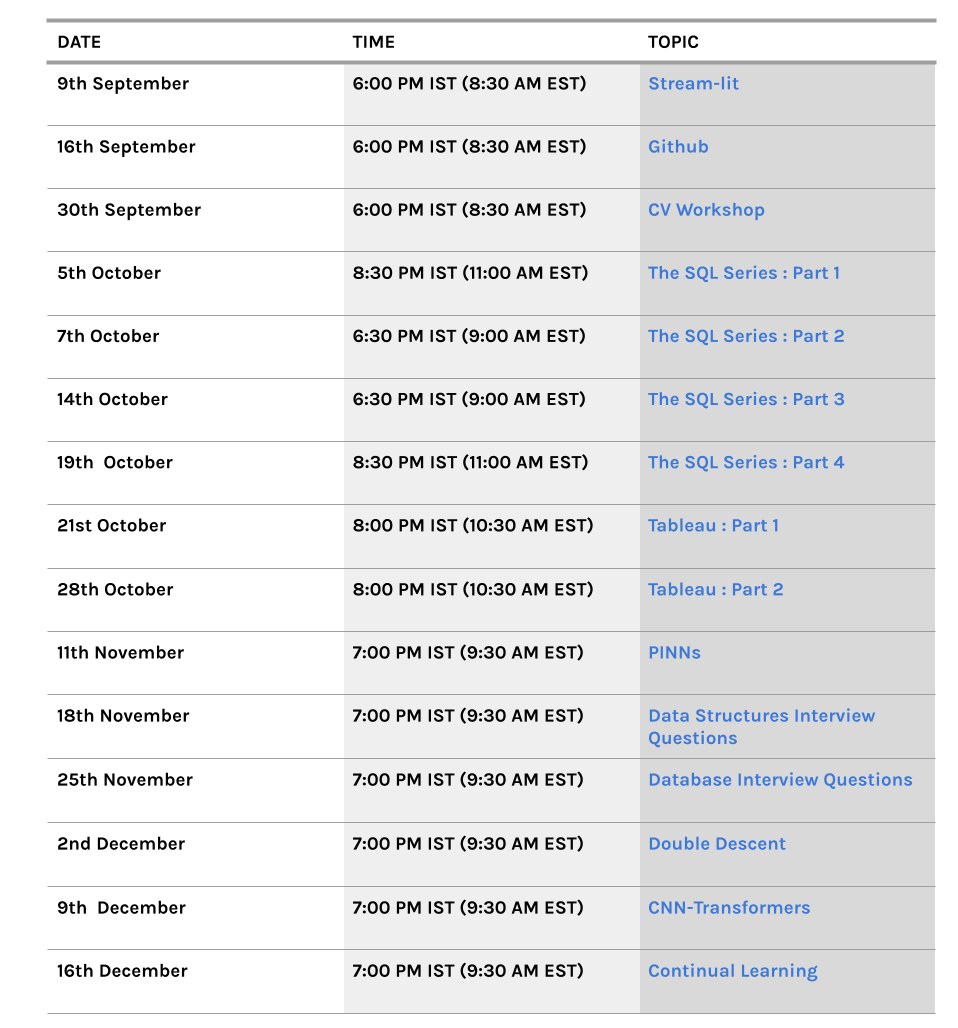 DATE TIME TOPIC
9th September 6:00 PM IST (8:30 AM EST) Stream-lit
16th September 6:00 PM IST (8:30 AM EST) Github
30th September 6:00 PM IST (8:30 AM EST) CV Workshop
5th October 8:30 PM IST (11:00 AM EST) The SQL Series : Part 1
7th October 6:30 PM IST (9:00 AM EST) The SQL Series : Part 2
14th October 6:30 PM IST (9:00 AM EST) The SQL Series : Part 3
19th  October 8:30 PM IST (11:00 AM EST) The SQL Series : Part 4
21st October 8:00 PM IST (10:30 AM EST) Tableau : Part 1
28th October 8:00 PM IST (10:30 AM EST) Tableau : Part 2
11th November 7:00 PM IST (9:30 AM EST) PINNs
18th November 7:00 PM IST (9:30 AM EST) Data Structures Interview
Questions
25th November 7:00 PM IST (9:30 AM EST) Database Interview Questions
2nd December 7:00 PM IST (9:30 AM EST) Double Descent
9th  December 7:00 PM IST (9:30 AM EST) CNN-Transformers
16th December 7:00 PM IST (9:30 AM EST) Continual Learning